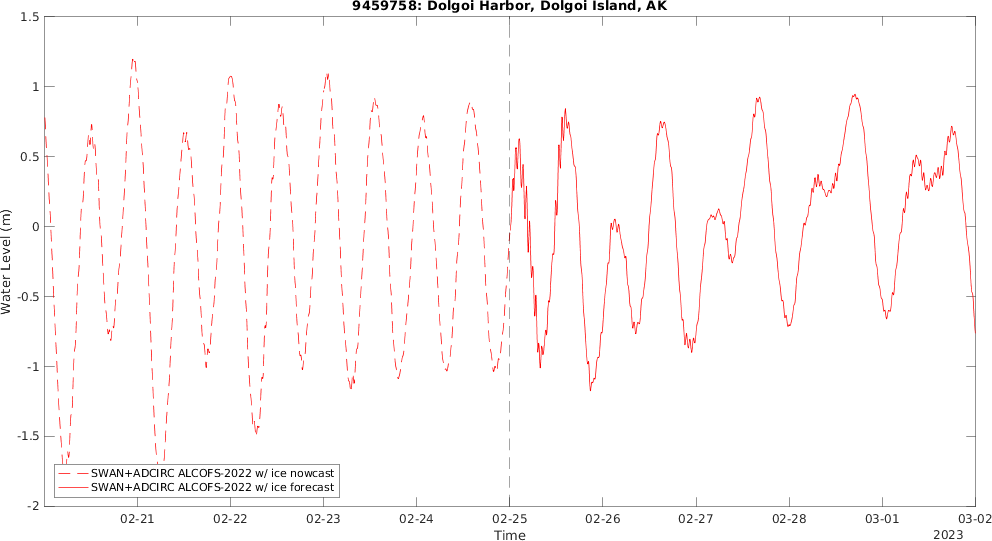 9459758: Dolgoi Harbor, Dolgoi Island, AK
1.5
1
0.5
0
-0.5
-1
-1.5
-2
Water Level (m)
SWAN+ADCIRC ALCOFS-2022 w/ ice nowcast
SWAN+ADCIRC ALCOFS-2022 w/ ice forecast
02-21 02-22 02-23 02-24 02-25 02-26 02-27 02-28 03-01 03-02
Time
2023